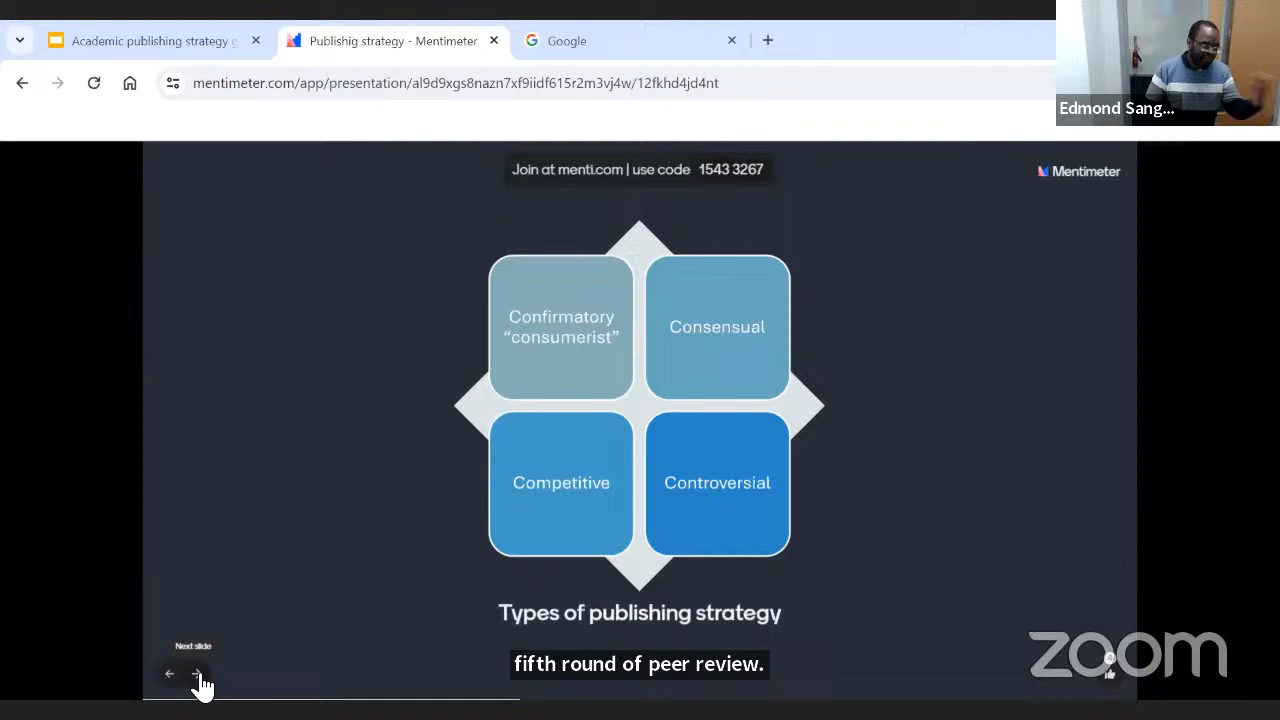 Academic publishing strategy g
Publishig strategy - Mentimeter
Google
mentimeter.com/app/presentation/al9d9xgs8nazn7xf9iidf615r2m3vj4w/12fkhd4jd4nt
Edmond Sang...
Join at menti.com | use code 1543 3267
Mentimeter
Confirmatory
“consumerist”
Consensual
Competitive
Controversial
Types of publishing strategy
Next slide
fifth round of peer review.
zoom